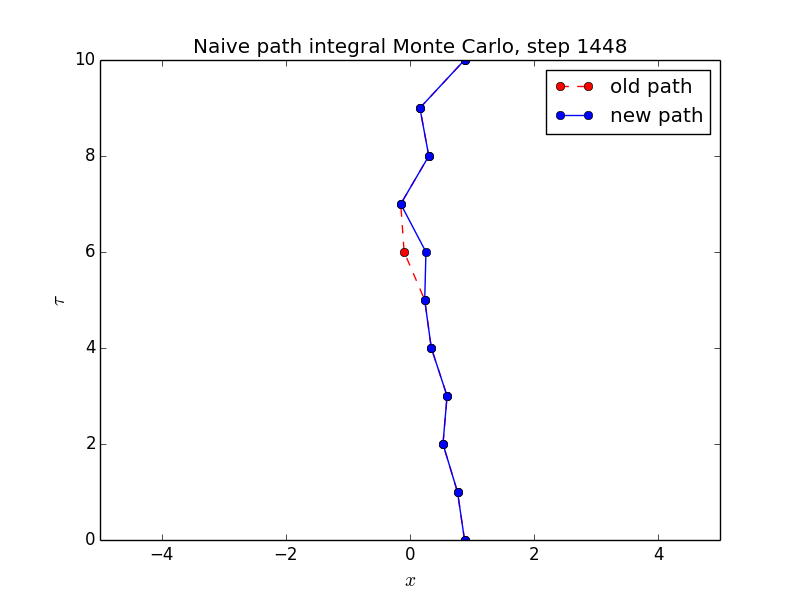 Naive path integral Monte Carlo, step 1448
old path
new path
10
8
6
4
2
0
τ
−4
−2
0
2
4
x